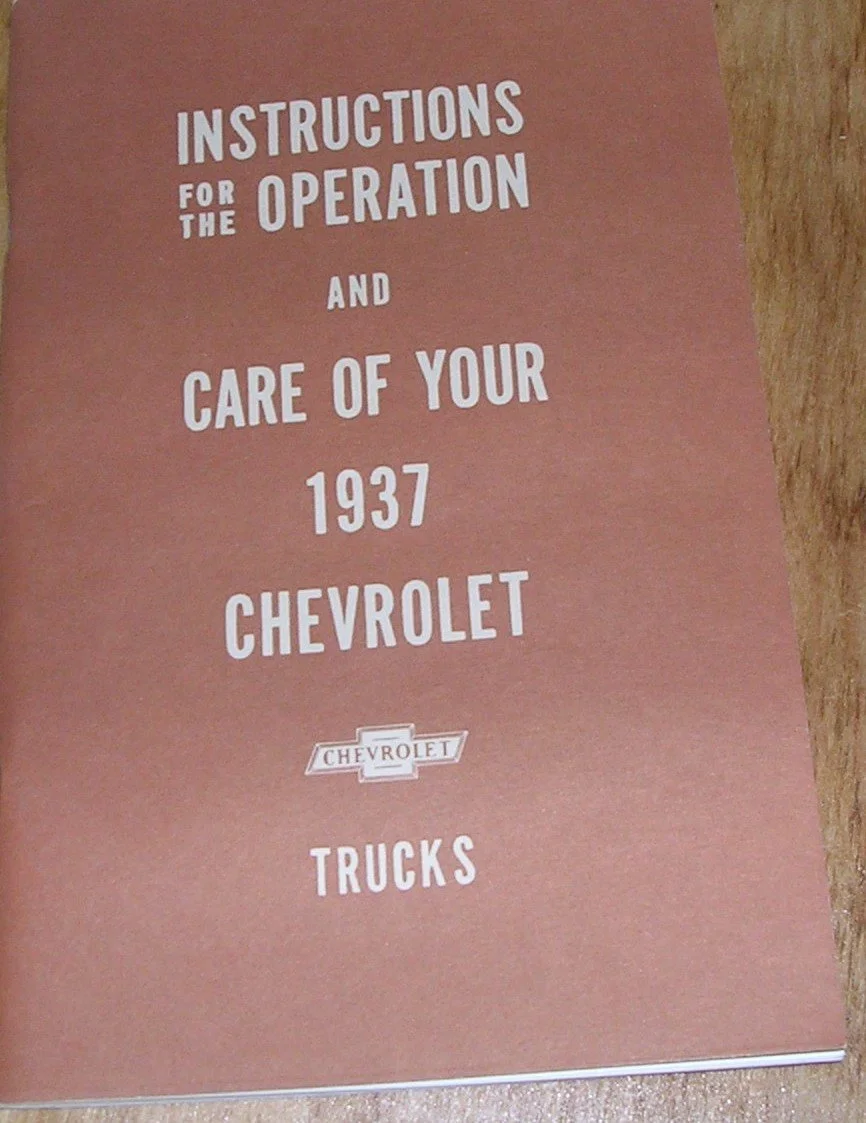 INSTRUCTIONS
FOR THE OPERATION
AND
CARE OF YOUR
1937
CHEVROLET
CHEVROLET
TRUCKS